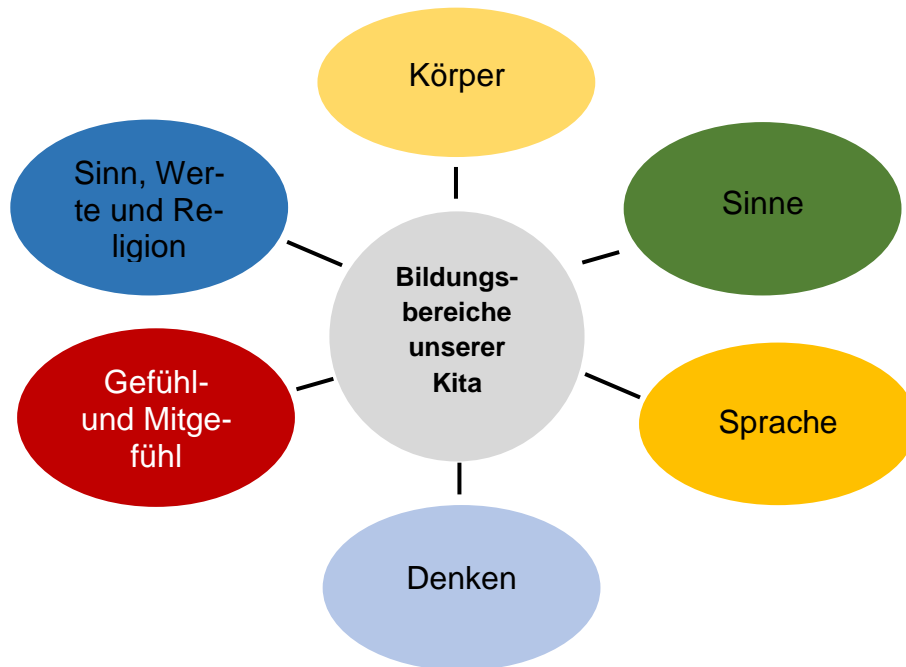 Körper
Sinn, Wer-
te und Re-
ligion
Sinne
Bildungs-
bereiche
unserer
Kita
Gefühl-
und Mitge-
fühl
Sprache
Denken